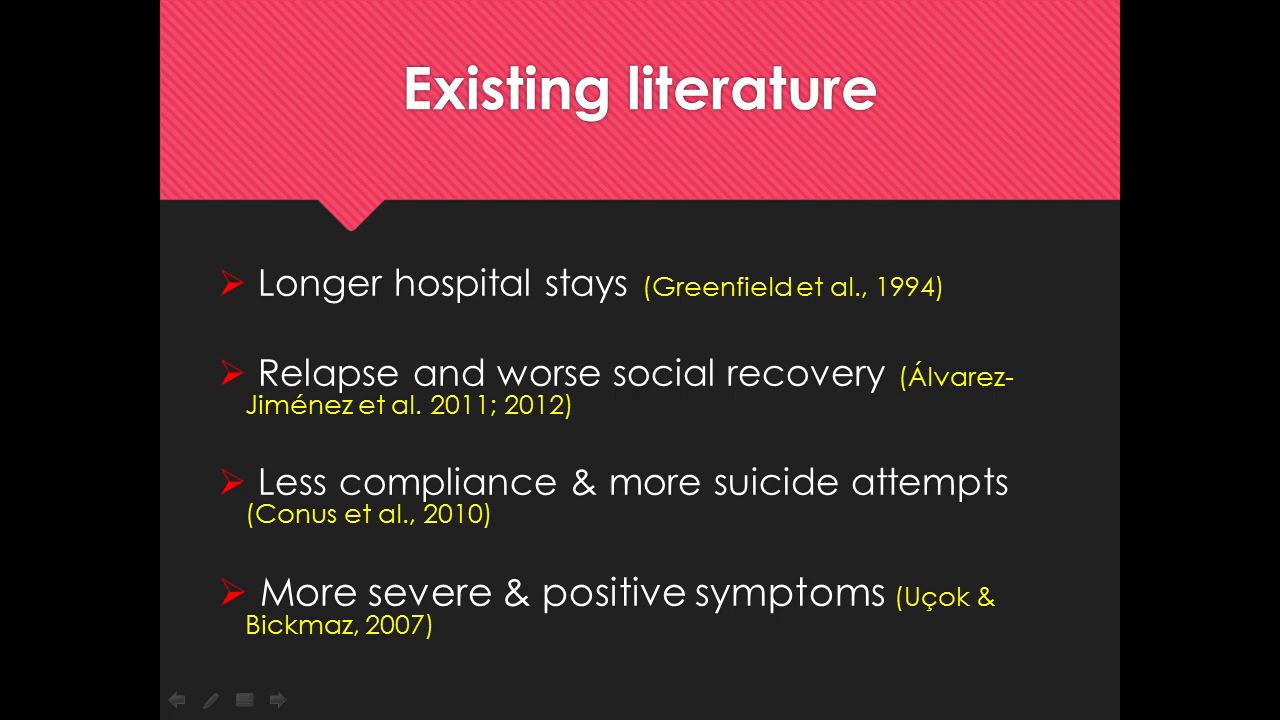 Existing literature
Longer hospital stays (Greenfield et al., 1994)
Relapse and worse social recovery (Álvarez-
Jiménez et al. 2011; 2012)
Less compliance & more suicide attempts
(Conus et al., 2010)
More severe & positive symptoms (Uçok &
Bickmaz, 2007)